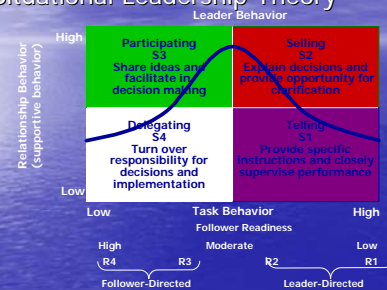 Situational Leadership Theory
Leader Behavior
High
Relationship Behavior
(supportive behavior)
Low
Participating
S3
Share ideas and
facilitate in
decision making
Selling
S2
Explain decisions and
provide opportunity for
clarification
Delegating
S4
Turn over
responsibility for
decisions and
implementation
Telling
S1
Provide specific
instructions and closely
supervise performance
Low
Task Behavior
High
Follower Readiness
High
Moderate
Low
R4
R3
R2
R1
Follower-Directed
Leader-Directed